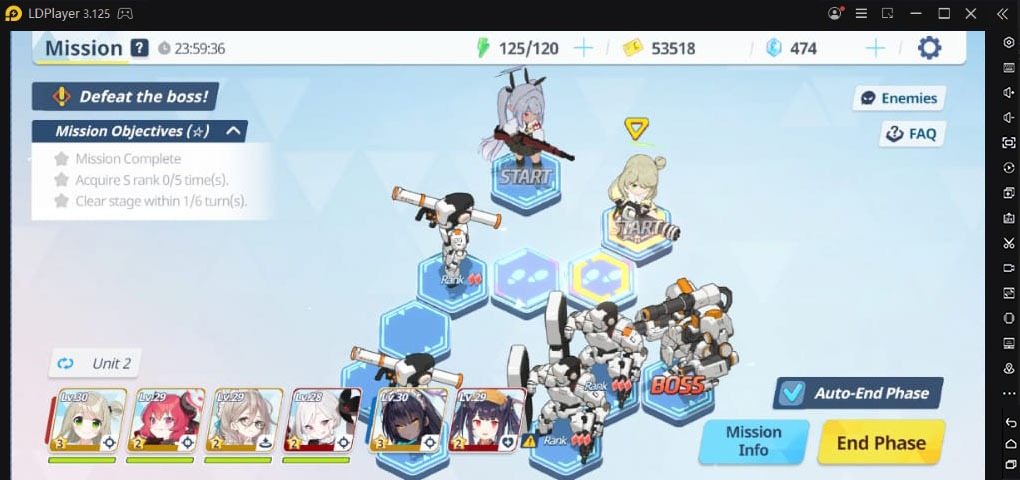 LDPlayer 3.125
Mission ? 23:59:36 125/120 53518 474
Defeat the boss!
Enemies
Mission Objectives (☆)
FAQ
Mission Complete
Acquire S rank 0/5 time(s).
Clear stage within 1/6 turn(s).
START
START
Rank
Unit 2
Rank
BOSS
Auto-End Phase
Lv.30 Lv.29 Lv.29 Lv.28 Lv.30 Lv.29
3 2 2 2 3 2
Rank
Mission
Info
End Phase